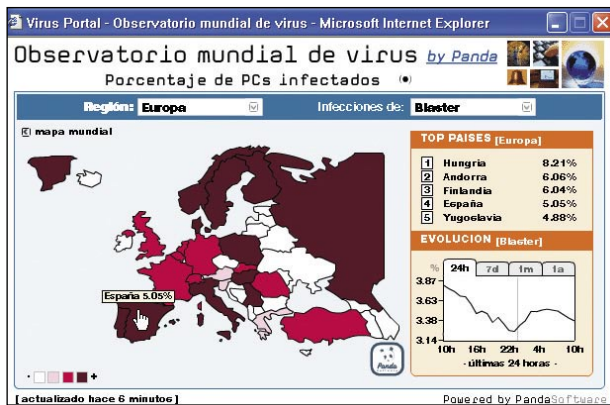 Virus Portal - Observatorio mundial de virus - Microsoft Internet Explorer
Observatorio mundial de virus by Panda
Porcentaje de PCs infectados (•)
Región: Europa Infecciones de: Blaster
mapa mundial
España 5.05%
- +
TOP PAISES [Europa]
1 Hungria 8.21%
2 Andorra 6.06%
3 Finlandia 6.04%
4 España 5.05%
5 Yugoslavia 4.88%
EVOLUCION [Blaster]
% 24h 7d 1m 1a
3.87
3.63
3.38
3.14
10h 16h 22h 4h 10h
· últimas 24 horas ·
Panda
[actualizado hace 6 minutos] Powered by PandaSoftware